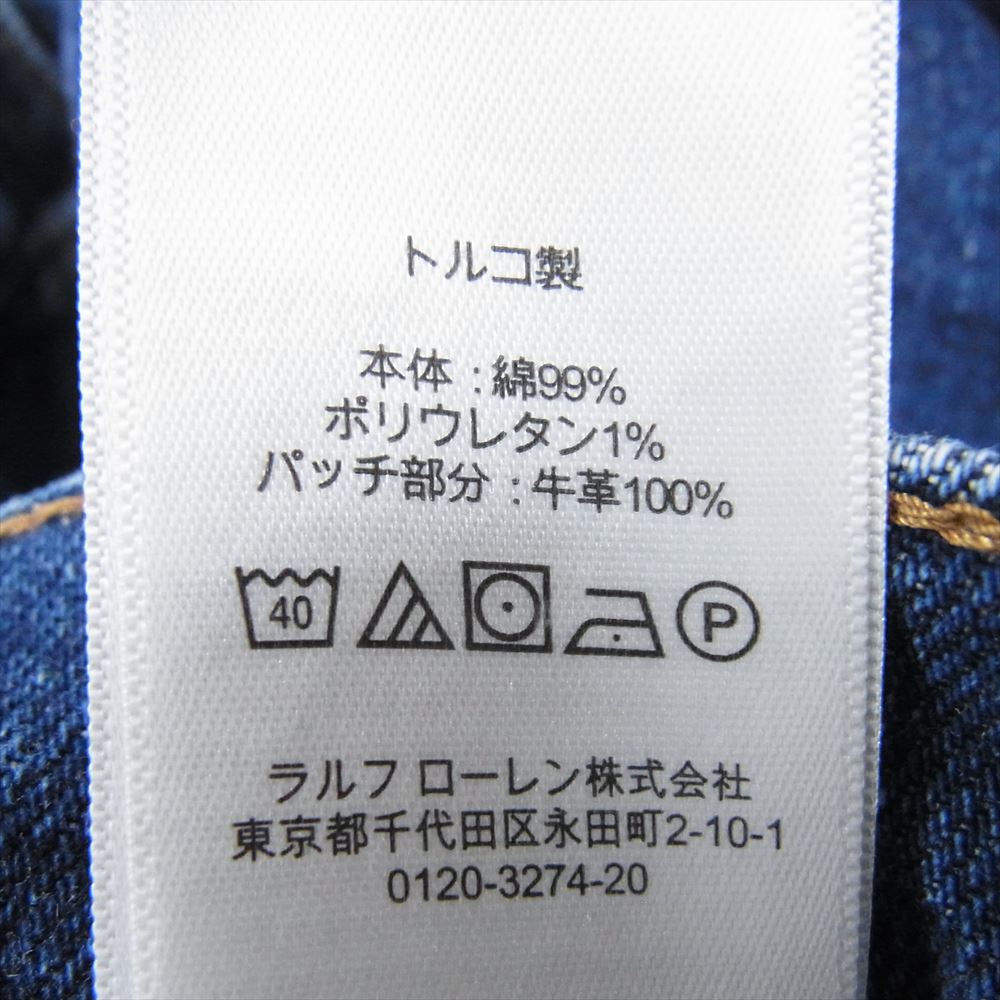 トルコ製
本体 : 綿99%
ポリウレタン1%
パッチ部分 : 牛革100%
40 P
ラルフ ローレン株式会社
東京都千代田区永田町2-10-1
0120-3274-20